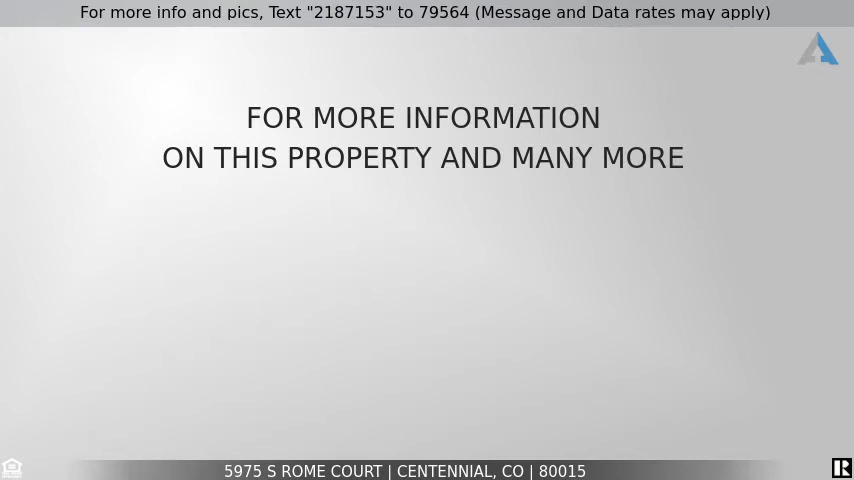 For more info and pics, Text "2187153" to 79564 (Message and Data rates may apply)
FOR MORE INFORMATION
ON THIS PROPERTY AND MANY MORE
5975 S ROME COURT | CENTENNIAL, CO | 80015